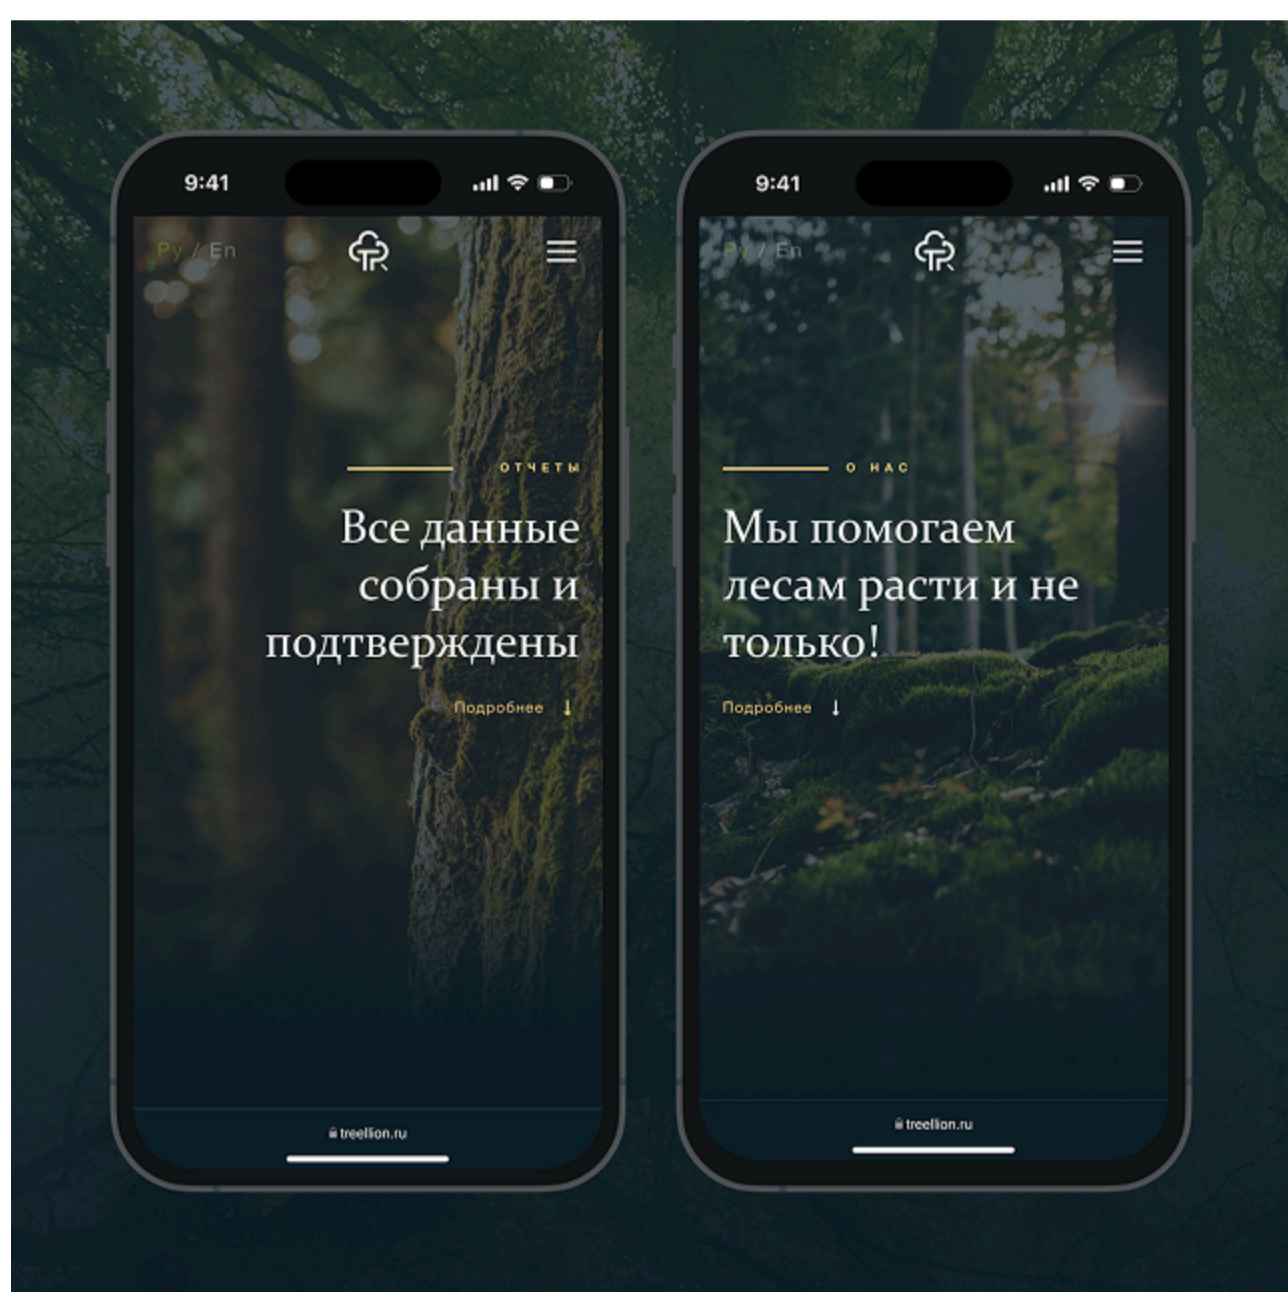 9:41
Ру / En
ОТЧЕТЫ
Все данные
собраны и
подтверждены
Подробнее ↓
treellion.ru
9:41
Ру / En
О НАС
Мы помогаем
лесам расти и не
только!
Подробнее ↓
treellion.ru